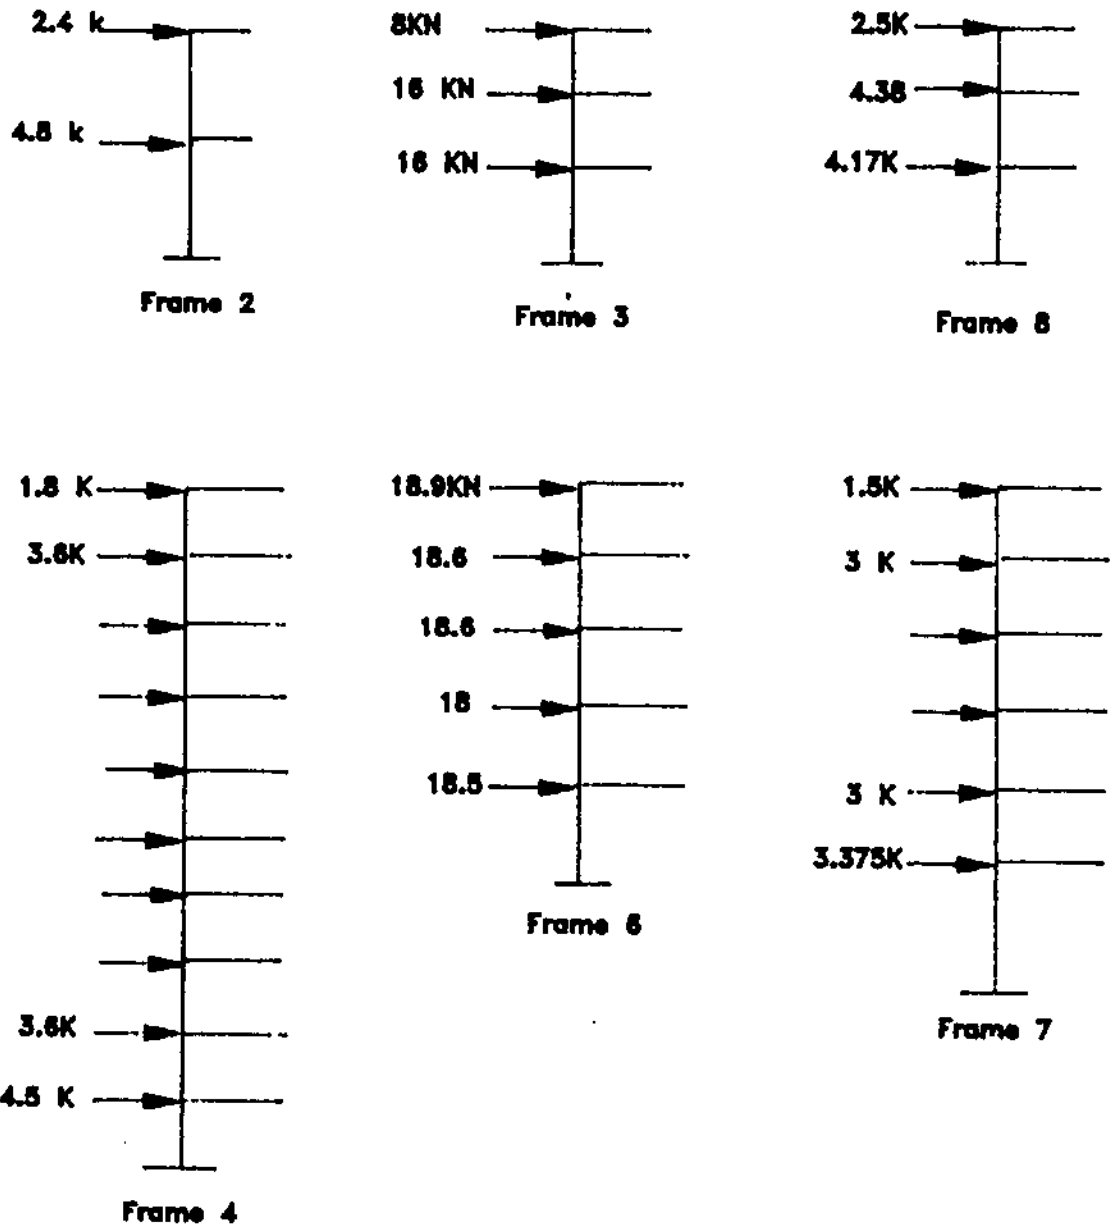 2.4 k
4.8 k
Frame 2
8KN
16 KN
16 KN
Frame 3
2.5K
4.38
4.17K
Frame 8
1.8 K
3.6K
3.6K
4.5 K
Frame 4
18.9KN
18.6
18.6
18
18.5
Frame 6
1.5K
3 K
3 K
3.375K
Frame 7